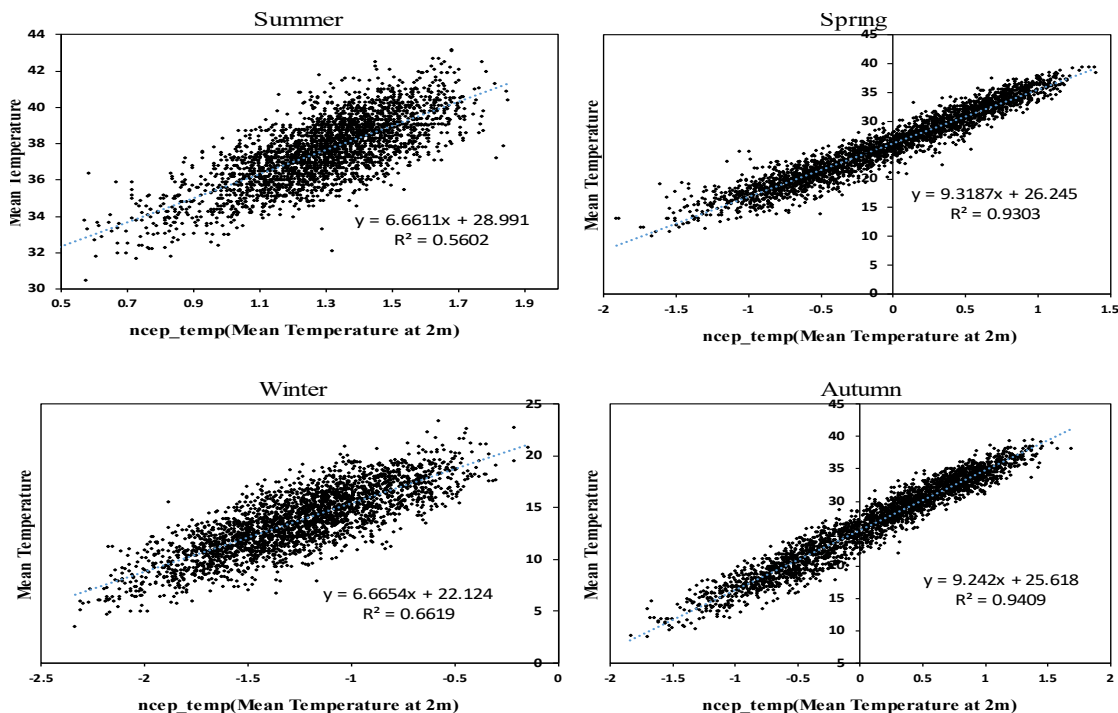 Summer
44
42
40
38
36
34
32
30
Mean Temperature
y = 6.6611x + 28.991
R² = 0.5602
0.5 0.7 0.9 1.1 1.3 1.5 1.7 1.9
ncep_temp(Mean Temperature at 2m)
Spring
45
40
35
30
25
20
15
10
5
0
Mean Temperature
y = 9.3187x + 26.245
R² = 0.9303
-2 -1.5 -1 -0.5 0 0.5 1 1.5
ncep_temp(Mean Temperature at 2m)
Winter
25
20
15
10
5
0
Mean Temperature
y = 6.6654x + 22.124
R² = 0.6619
-2.5 -2 -1.5 -1 -0.5 0
ncep_temp(Mean Temperature at 2m)
Autumn
45
40
35
30
25
20
15
10
5
Mean Temperature
y = 9.242x + 25.618
R² = 0.9409
-2 -1.5 -1 -0.5 0 0.5 1 1.5 2
ncep_temp(Mean Temperature at 2m)